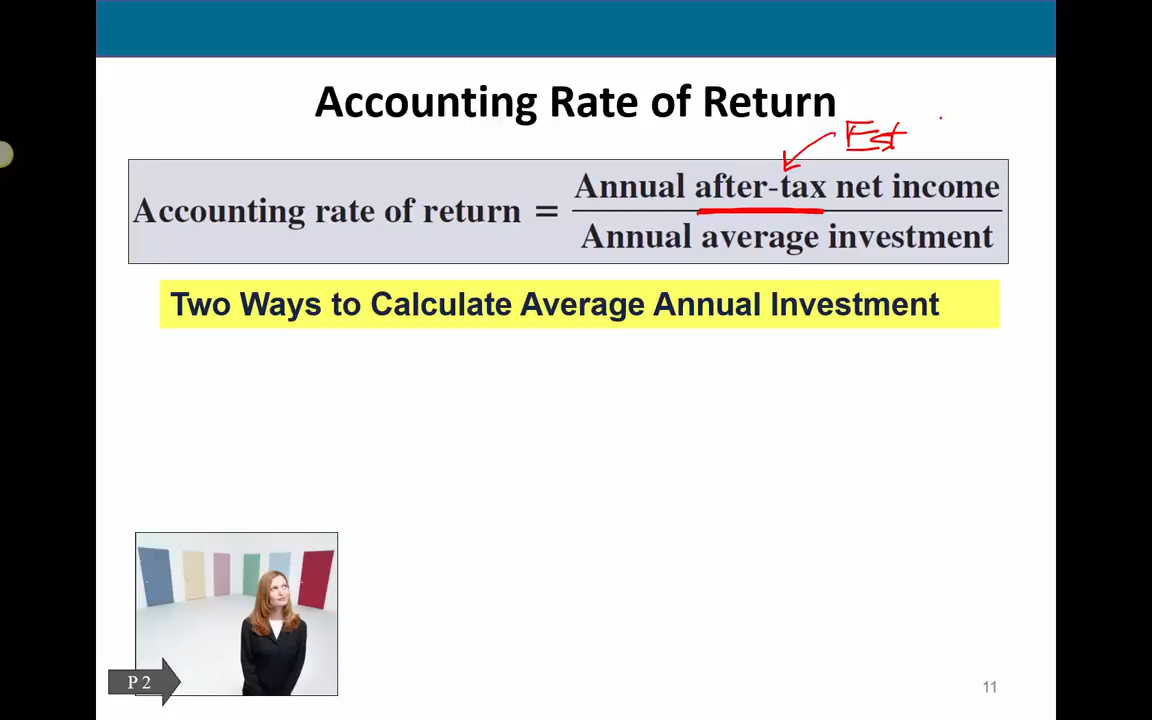 Accounting Rate of Return
Est
Accounting rate of return = Annual after-tax net income
Annual average investment
Two Ways to Calculate Average Annual Investment
P 2
11